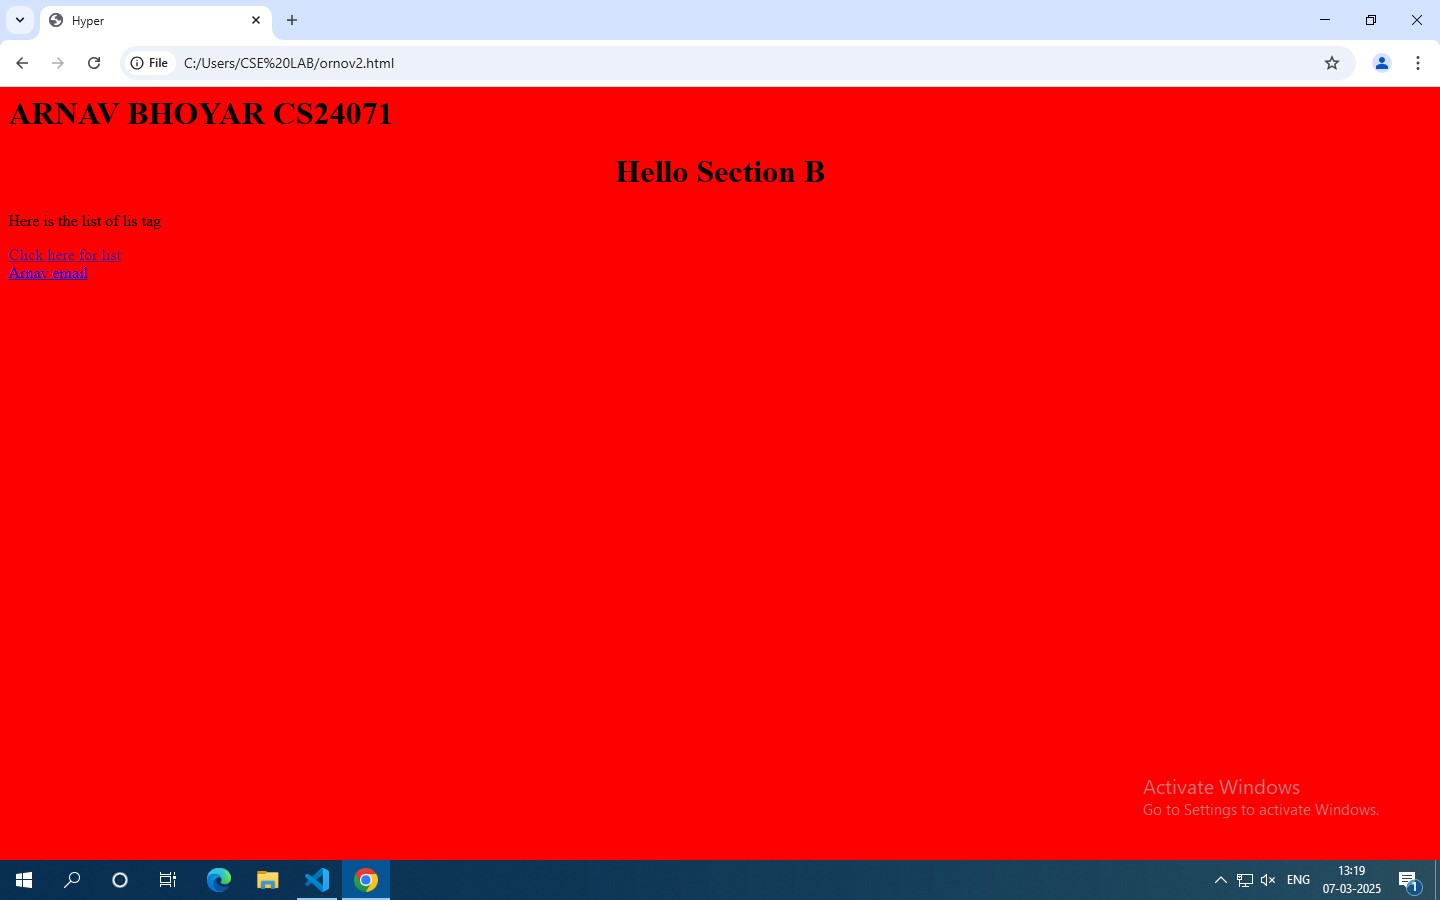 Hyper
File
C:/Users/CSE%20LAB/ornov2.html
ARNAV BHOYAR CS24071
Hello Section B
Here is the list of lis tag
Click here for list
Arnav email
Activate Windows
Go to Settings to activate Windows.
ENG
13:19
07-03-2025
1